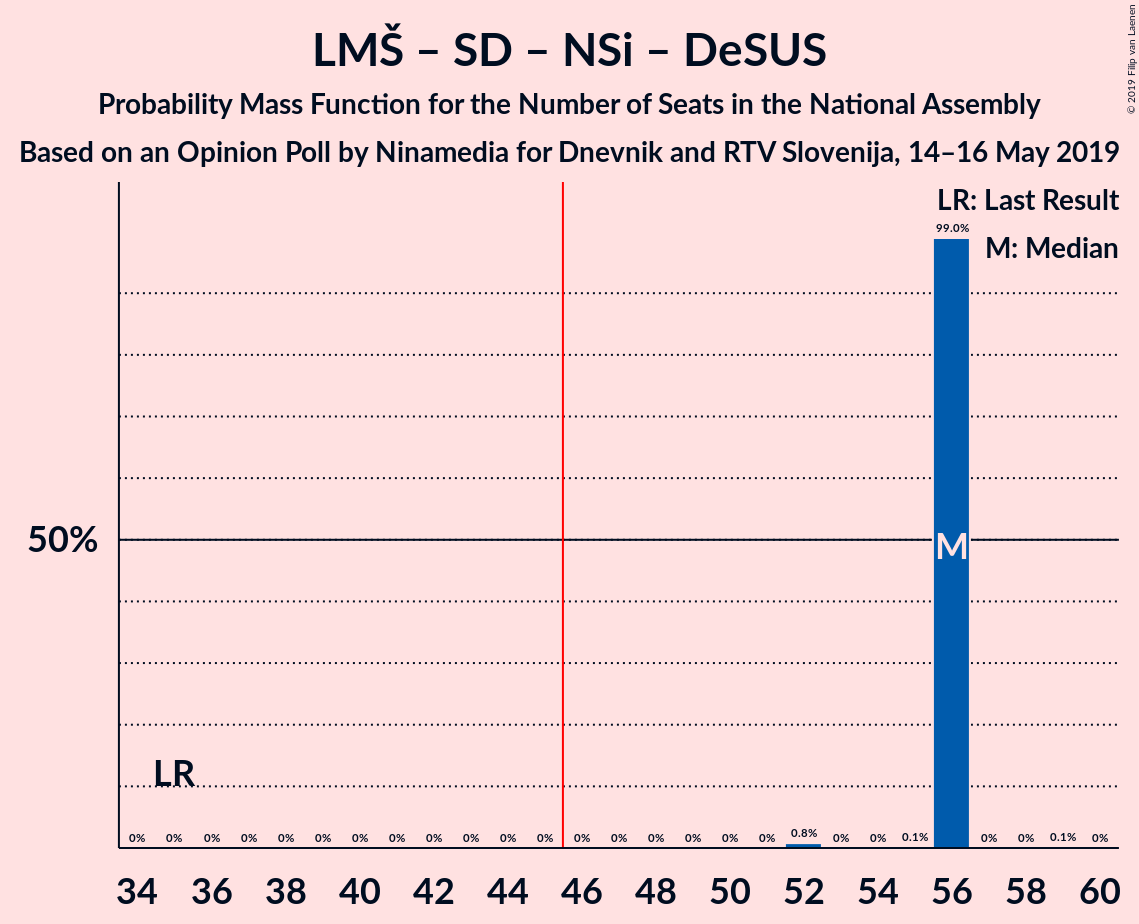 LMŠ – SD – NSi – DeSUS
Probability Mass Function for the Number of Seats in the National Assembly
Based on an Opinion Poll by Ninamedia for Dnevnik and RTV Slovenija, 14–16 May 2019
© 2019 Filip van Laenen
LR: Last Result
M: Median
99.0%
50%
M
LR
0% 0% 0% 0% 0% 0% 0% 0% 0% 0% 0% 0% 0% 0% 0% 0% 0% 0% 0.8% 0% 0% 0.1% 0% 0% 0.1% 0%
34 36 38 40 42 44 46 48 50 52 54 56 58 60